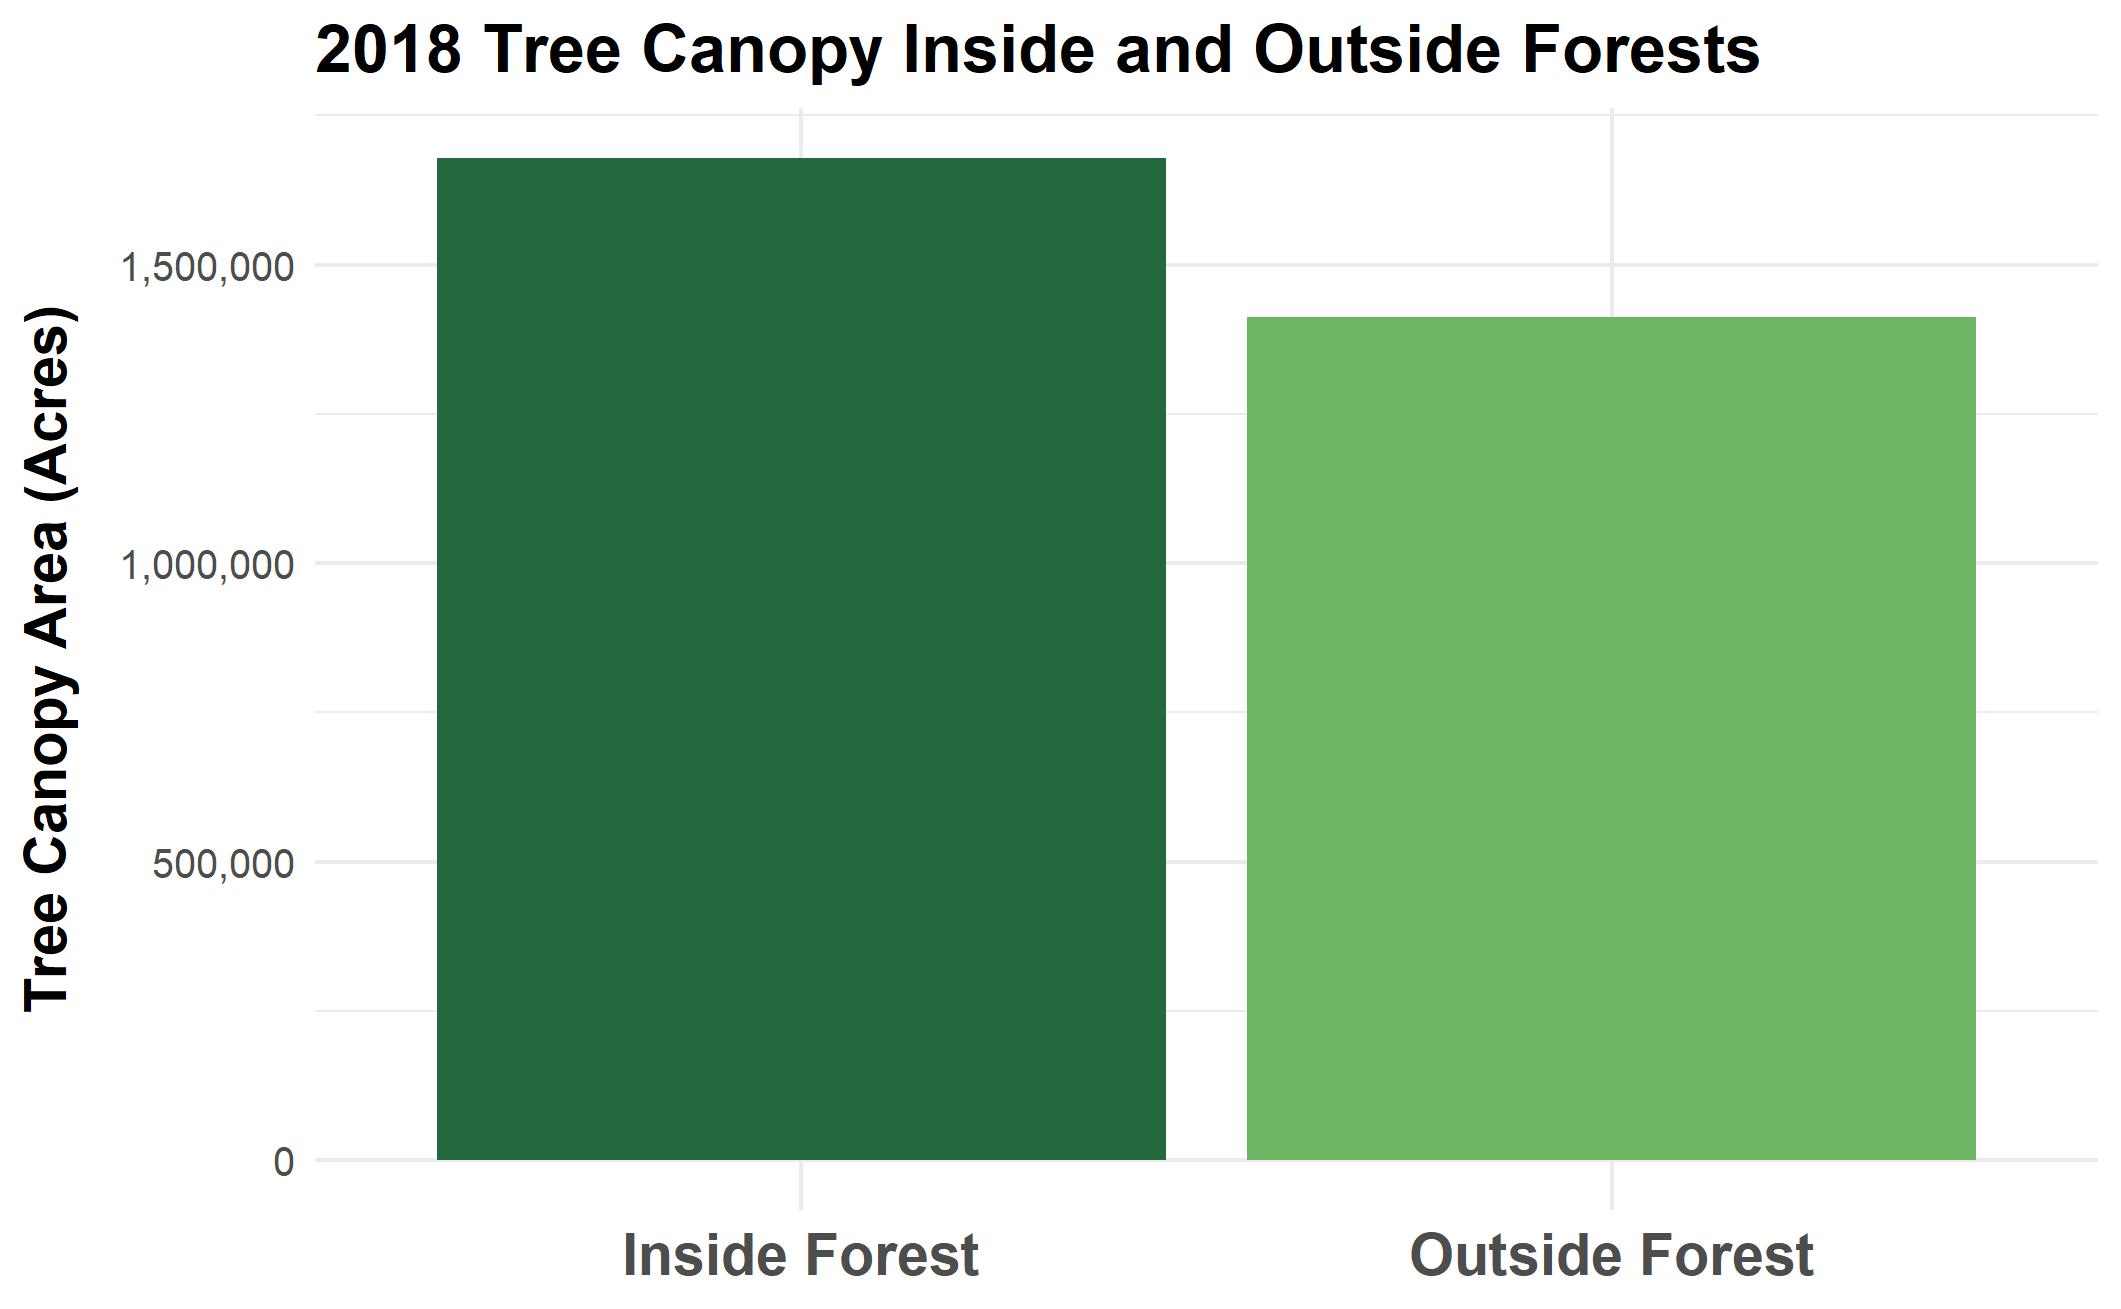 2018 Tree Canopy Inside and Outside Forests
Tree Canopy Area (Acres)
1,500,000
1,000,000
500,000
0
Inside Forest
Outside Forest